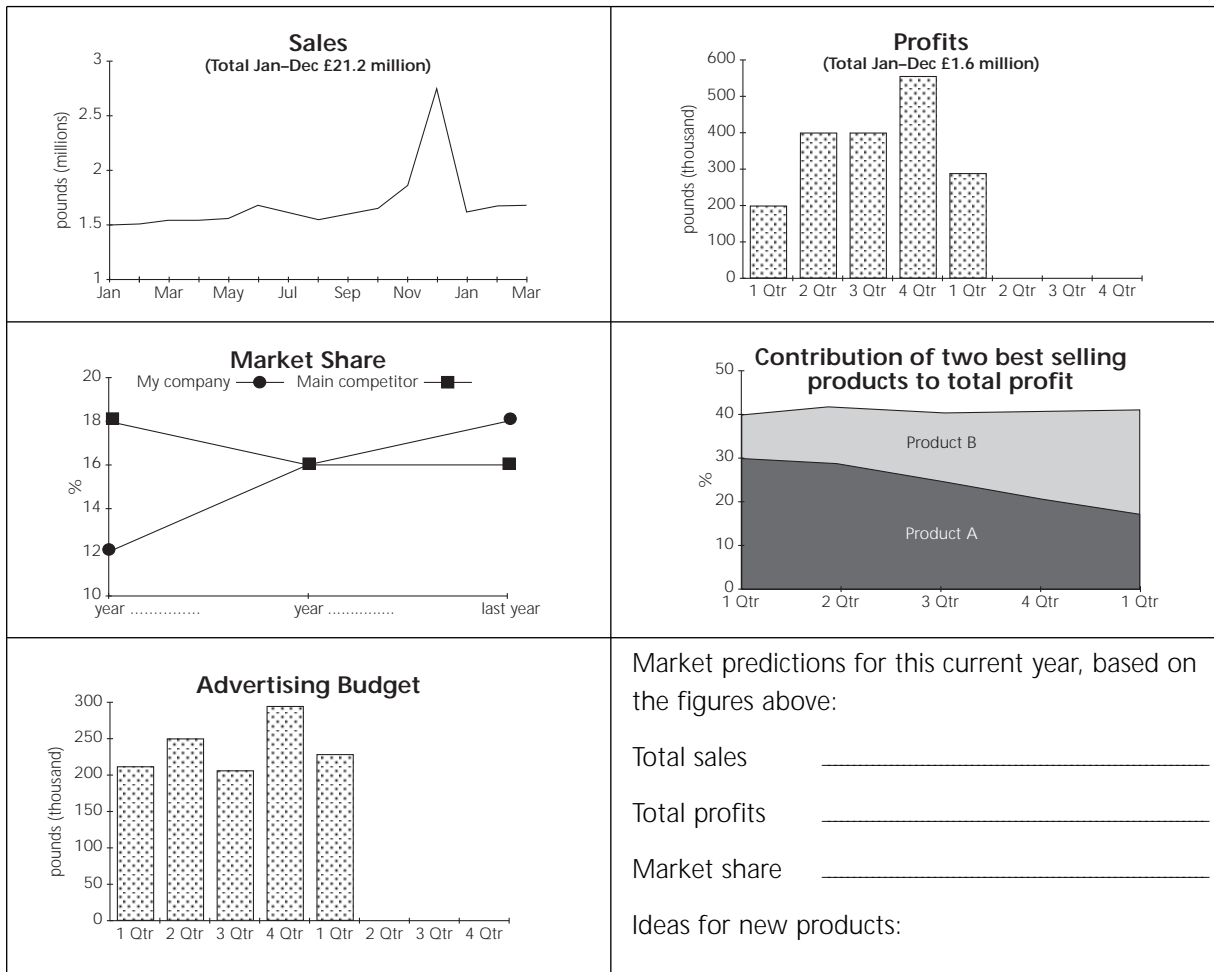 Sales
(Total Jan–Dec £21.2 million)
pounds (millions)
3
2.5
2
1.5
1
Jan Mar May Jul Sep Nov Jan Mar
Profits
(Total Jan–Dec £1.6 million)
pounds (thousand)
600
500
400
300
200
100
0
1 Qtr 2 Qtr 3 Qtr 4 Qtr 1 Qtr 2 Qtr 3 Qtr 4 Qtr
Market Share
My company Main competitor
%
20
18
16
14
12
10
year ............... year .............. last year
Contribution of two best selling
products to total profit
%
50
40
30
20
10
0
Product B
Product A
1 Qtr 2 Qtr 3 Qtr 4 Qtr 1 Qtr
Advertising Budget
pounds (thousand)
300
250
200
150
100
50
0
1 Qtr 2 Qtr 3 Qtr 4 Qtr 1 Qtr 2 Qtr 3 Qtr 4 Qtr
Market predictions for this current year, based on
the figures above:
Total sales
Total profits
Market share
Ideas for new products: